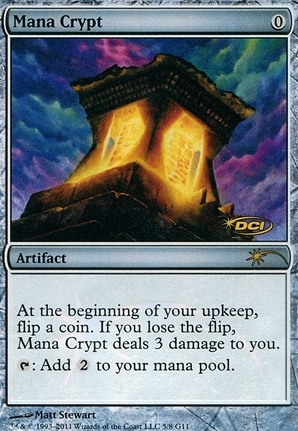 Mana Crypt 0
DCI
Artifact
At the beginning of your upkeep,
flip a coin. If you lose the flip,
Mana Crypt deals 3 damage to you.
: Add 2 to your mana pool.
Matt Stewart
™ & © 1993–2011 Wizards of the Coast LLC 5/8 G11